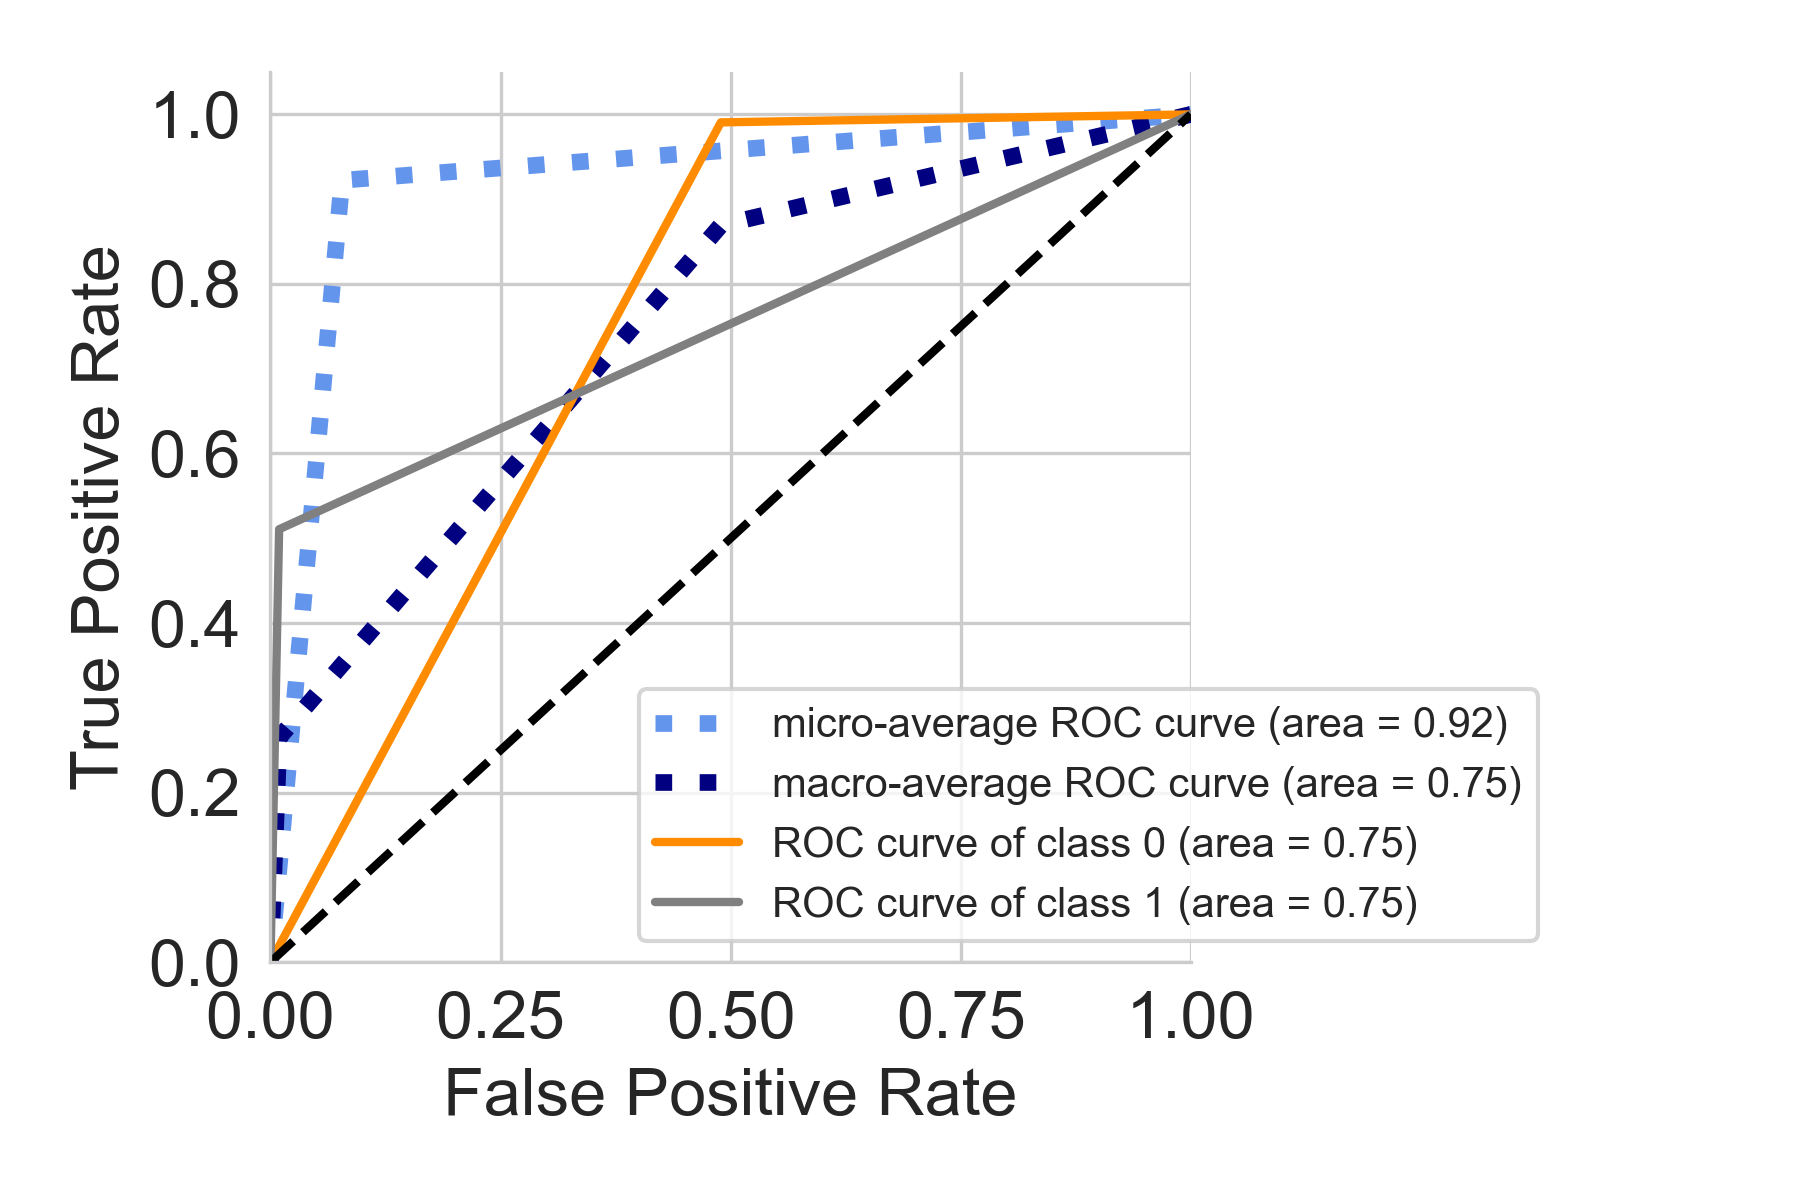 True Positive Rate
1.0
0.8
0.6
0.4
0.2
0.0
micro-average ROC curve (area = 0.92)
macro-average ROC curve (area = 0.75)
ROC curve of class 0 (area = 0.75)
ROC curve of class 1 (area = 0.75)
0.00 0.25 0.50 0.75 1.00
False Positive Rate